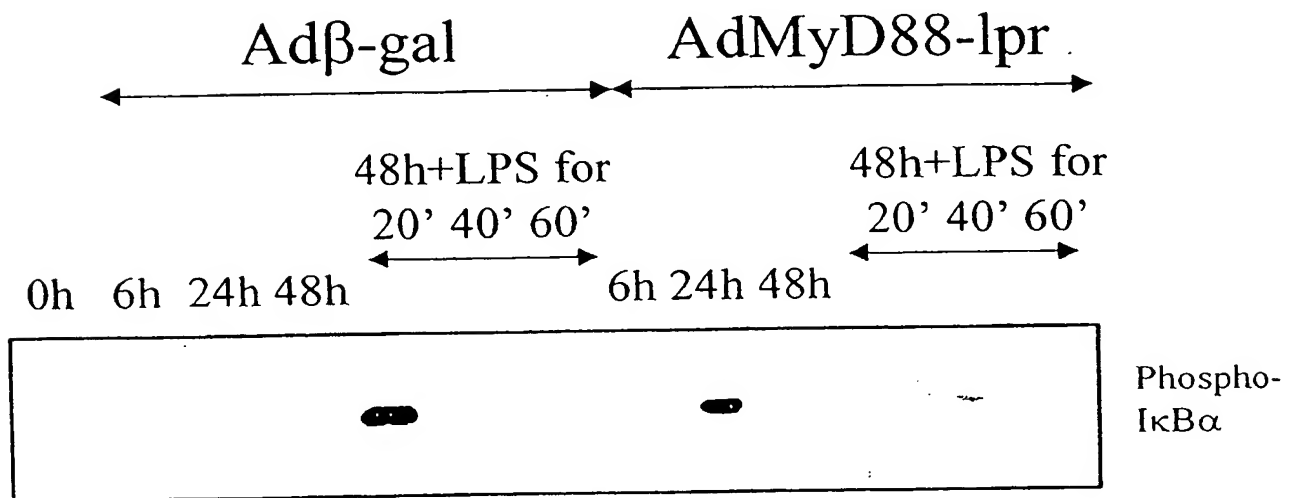 Adβ-gal AdMyD88-lpr
48h+LPS for 48h+LPS for
20’ 40’ 60’ 20’ 40’ 60’
0h 6h 24h 48h 6h 24h 48h
Phospho-
IκBα